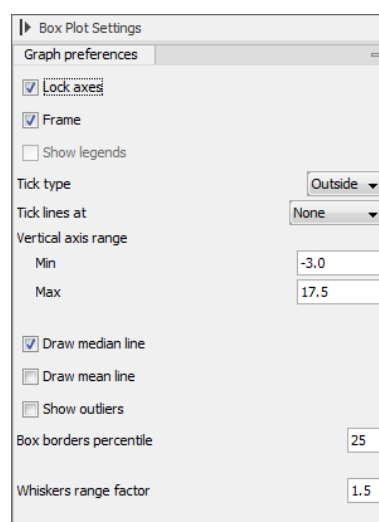 Box Plot Settings
Graph preferences
Lock axes
Frame
Show legends
Tick type Outside
Tick lines at None
Vertical axis range
Min -3.0
Max 17.5
Draw median line
Draw mean line
Show outliers
Box borders percentile 25
Whiskers range factor 1.5